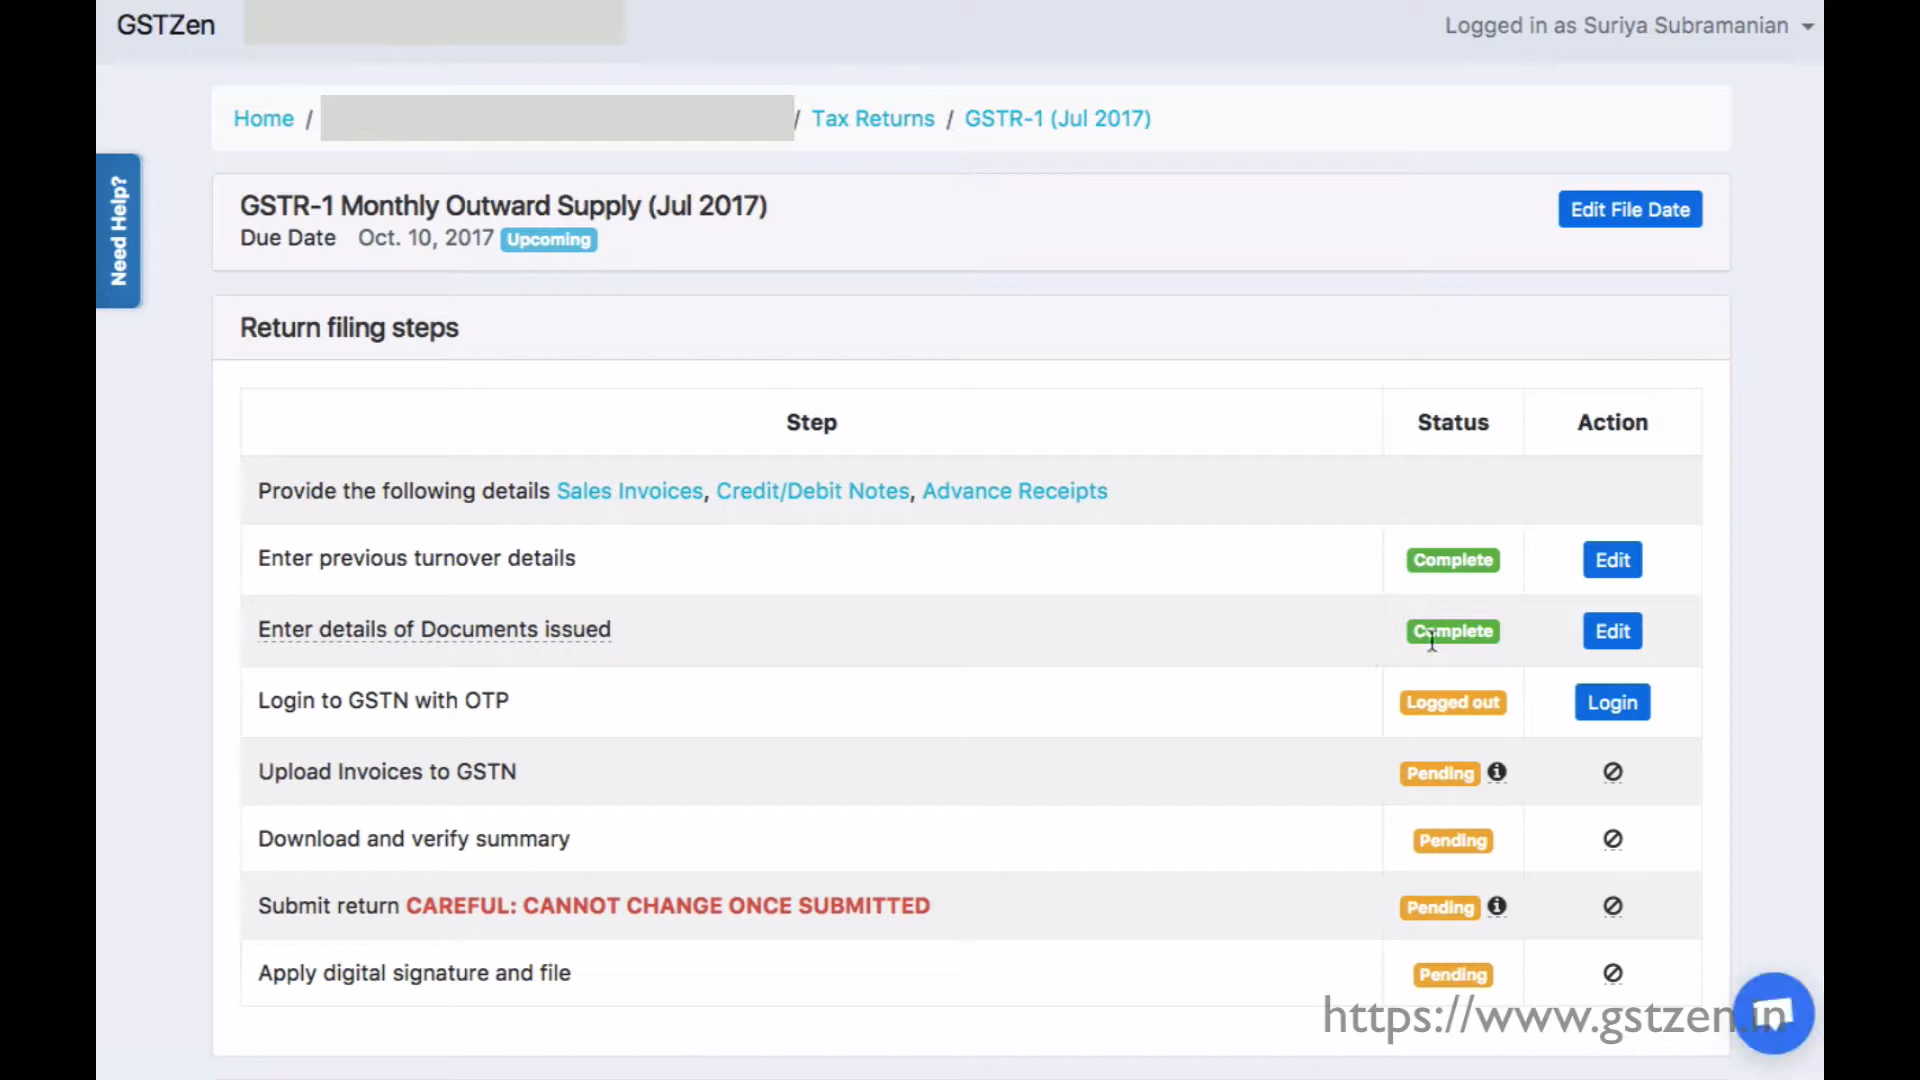 GSTZen
Logged in as Suriya Subramanian
Home / / Tax Returns / GSTR-1 (Jul 2017)
Need Help?
GSTR-1 Monthly Outward Supply (Jul 2017)
Edit File Date
Due Date Oct. 10, 2017 Upcoming
Return filing steps
Step Status Action
Provide the following details Sales Invoices, Credit/Debit Notes, Advance Receipts
Enter previous turnover details Complete Edit
Enter details of Documents issued Complete Edit
Login to GSTN with OTP Logged out Login
Upload Invoices to GSTN Pending
Download and verify summary Pending
Submit return CAREFUL: CANNOT CHANGE ONCE SUBMITTED Pending
Apply digital signature and file Pending
https://www.gstzen.in